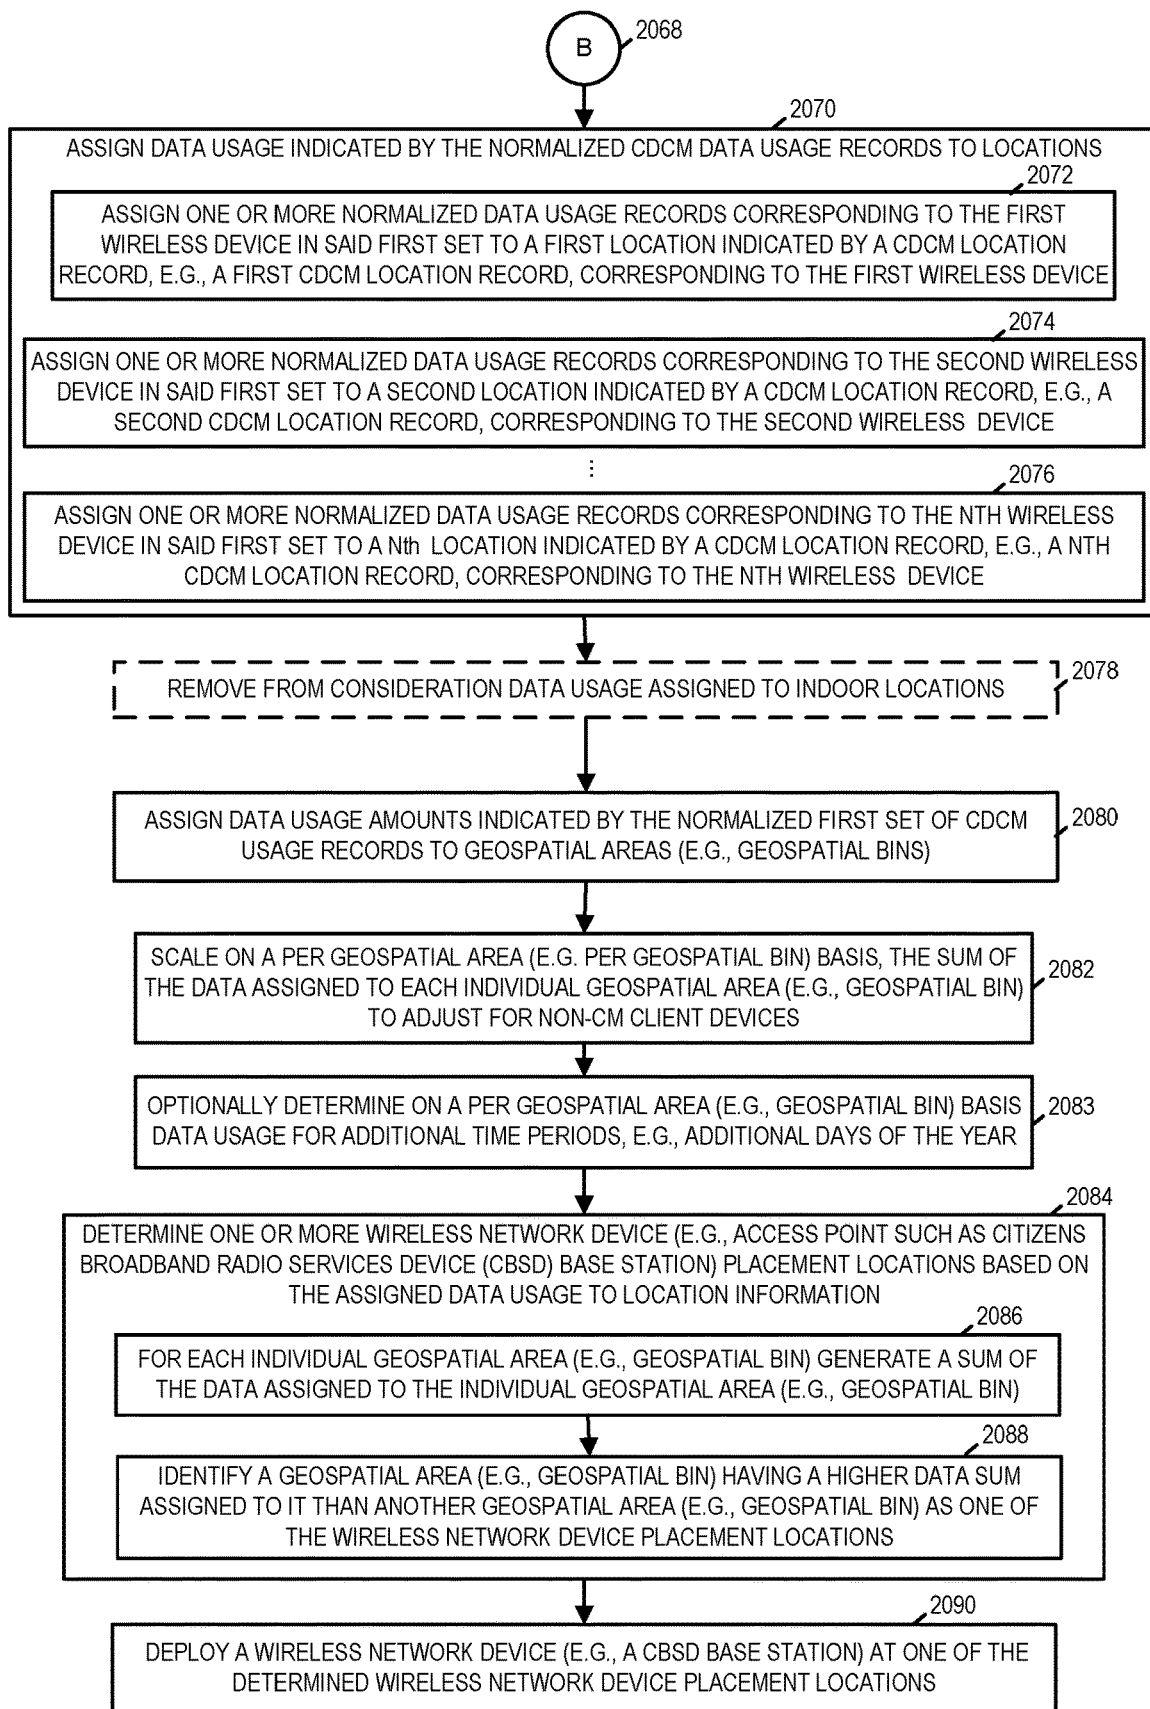 B
2068
2070
ASSIGN DATA USAGE INDICATED BY THE NORMALIZED CDCM DATA USAGE RECORDS TO LOCATIONS
2072
ASSIGN ONE OR MORE NORMALIZED DATA USAGE RECORDS CORRESPONDING TO THE FIRST
WIRELESS DEVICE IN SAID FIRST SET TO A FIRST LOCATION INDICATED BY A CDCM LOCATION
RECORD, E.G., A FIRST CDCM LOCATION RECORD, CORRESPONDING TO THE FIRST WIRELESS DEVICE
2074
ASSIGN ONE OR MORE NORMALIZED DATA USAGE RECORDS CORRESPONDING TO THE SECOND WIRELESS
DEVICE IN SAID FIRST SET TO A SECOND LOCATION INDICATED BY A CDCM LOCATION RECORD, E.G., A
SECOND CDCM LOCATION RECORD, CORRESPONDING TO THE SECOND WIRELESS DEVICE
⋮
2076
ASSIGN ONE OR MORE NORMALIZED DATA USAGE RECORDS CORRESPONDING TO THE NTH WIRELESS
DEVICE IN SAID FIRST SET TO A Nth LOCATION INDICATED BY A CDCM LOCATION RECORD, E.G., A NTH
CDCM LOCATION RECORD, CORRESPONDING TO THE NTH WIRELESS DEVICE
REMOVE FROM CONSIDERATION DATA USAGE ASSIGNED TO INDOOR LOCATIONS
2078
ASSIGN DATA USAGE AMOUNTS INDICATED BY THE NORMALIZED FIRST SET OF CDCM
USAGE RECORDS TO GEOSPATIAL AREAS (E.G., GEOSPATIAL BINS)
2080
SCALE ON A PER GEOSPATIAL AREA (E.G. PER GEOSPATIAL BIN) BASIS, THE SUM OF
THE DATA ASSIGNED TO EACH INDIVIDUAL GEOSPATIAL AREA (E.G., GEOSPATIAL BIN)
TO ADJUST FOR NON-CM CLIENT DEVICES
2082
OPTIONALLY DETERMINE ON A PER GEOSPATIAL AREA (E.G., GEOSPATIAL BIN) BASIS
DATA USAGE FOR ADDITIONAL TIME PERIODS, E.G., ADDITIONAL DAYS OF THE YEAR
2083
2084
DETERMINE ONE OR MORE WIRELESS NETWORK DEVICE (E.G., ACCESS POINT SUCH AS CITIZENS
BROADBAND RADIO SERVICES DEVICE (CBSD) BASE STATION) PLACEMENT LOCATIONS BASED ON
THE ASSIGNED DATA USAGE TO LOCATION INFORMATION
2086
FOR EACH INDIVIDUAL GEOSPATIAL AREA (E.G., GEOSPATIAL BIN) GENERATE A SUM OF
THE DATA ASSIGNED TO THE INDIVIDUAL GEOSPATIAL AREA (E.G., GEOSPATIAL BIN)
2088
IDENTIFY A GEOSPATIAL AREA (E.G., GEOSPATIAL BIN) HAVING A HIGHER DATA SUM
ASSIGNED TO IT THAN ANOTHER GEOSPATIAL AREA (E.G., GEOSPATIAL BIN) AS ONE OF
THE WIRELESS NETWORK DEVICE PLACEMENT LOCATIONS
2090
DEPLOY A WIRELESS NETWORK DEVICE (E.G., A CBSD BASE STATION) AT ONE OF THE
DETERMINED WIRELESS NETWORK DEVICE PLACEMENT LOCATIONS